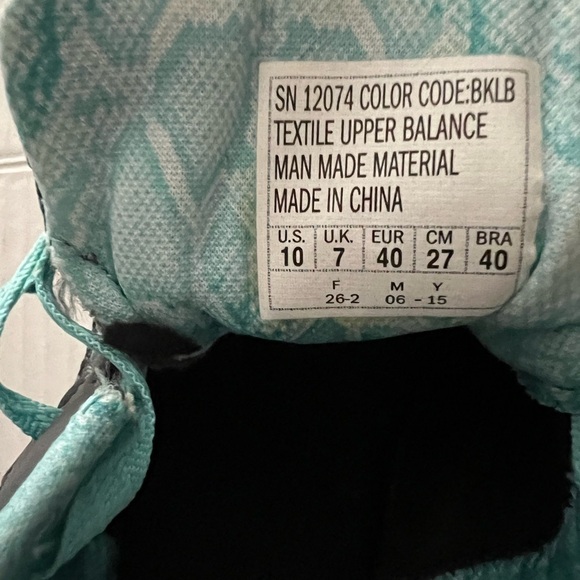 SN 12074 COLOR CODE:BKLB
TEXTILE UPPER BALANCE
MAN MADE MATERIAL
MADE IN CHINA
U.S. U.K. EUR CM BRA
10 7 40 27 40
F M Y
26-2 06 - 15